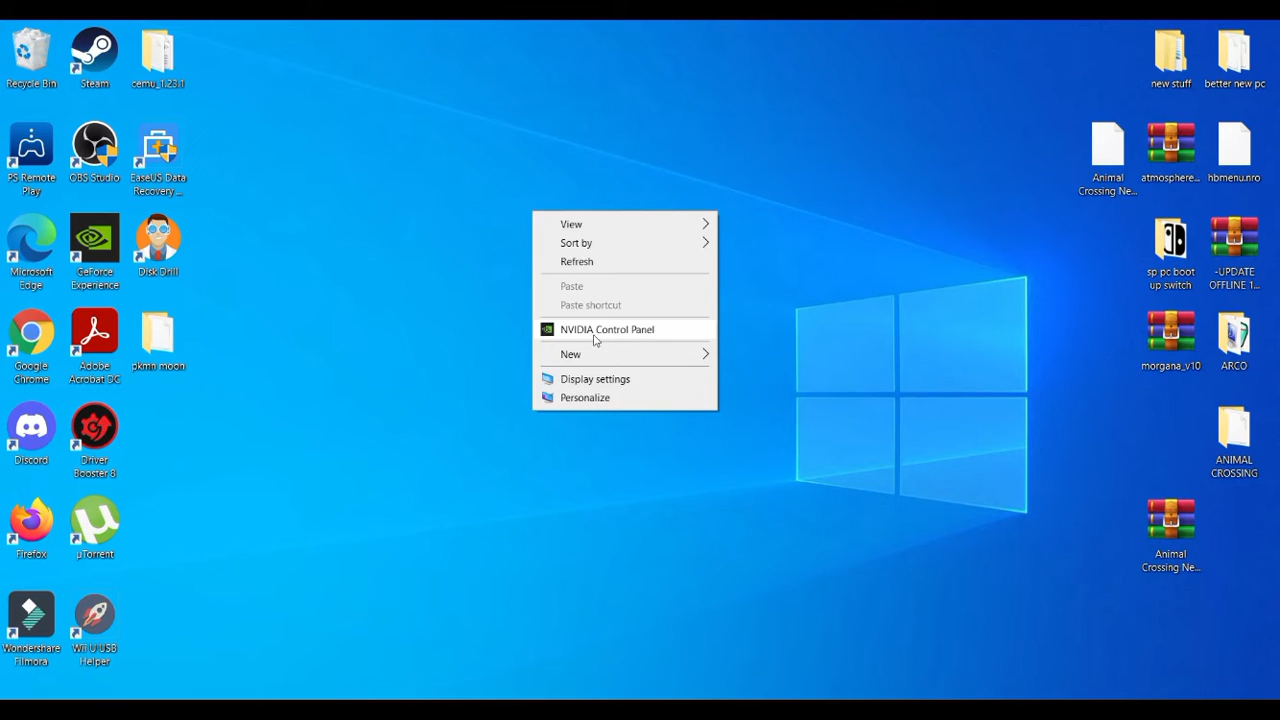 Recycle Bin
Steam
cemu_1.23.1
PS Remote
Play
OBS Studio
EaseUS Data
Recovery ...
Microsoft
Edge
GeForce
Experience
Disk Drill
Google
Chrome
Adobe
Acrobat DC
pkmn moon
Discord
Driver
Booster 8
Firefox
µTorrent
Wondershare
Filmora
Wii U USB
Helper
View
Sort by
Refresh
Paste
Paste shortcut
NVIDIA Control Panel
New
Display settings
Personalize
new stuff
better new pc
Animal
Crossing Ne...
atmosphere...
hbmenu.nro
sp pc boot
up switch
-UPDATE
OFFLINE 1...
morgana_v10
ARCO
ANIMAL
CROSSING
Animal
Crossing Ne...